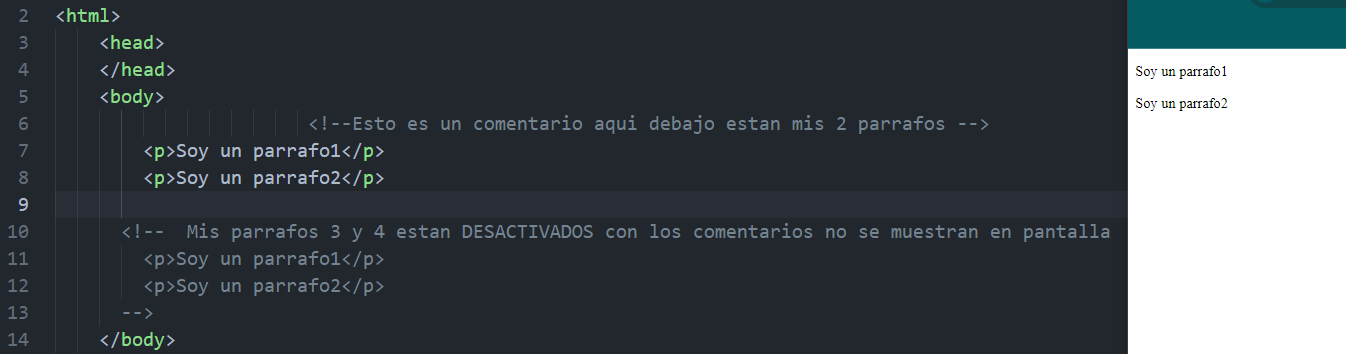 2 <html>
3 <head>
4 </head>
5 <body>
6 <!--Esto es un comentario aqui debajo estan mis 2 parrafos -->
7 <p>Soy un parrafo1</p>
8 <p>Soy un parrafo2</p>
9
10 <!-- Mis parrafos 3 y 4 estan DESACTIVADOS con los comentarios no se muestran en pantalla
11 <p>Soy un parrafo1</p>
12 <p>Soy un parrafo2</p>
13 -->
14 </body>
Soy un parrafo1
Soy un parrafo2